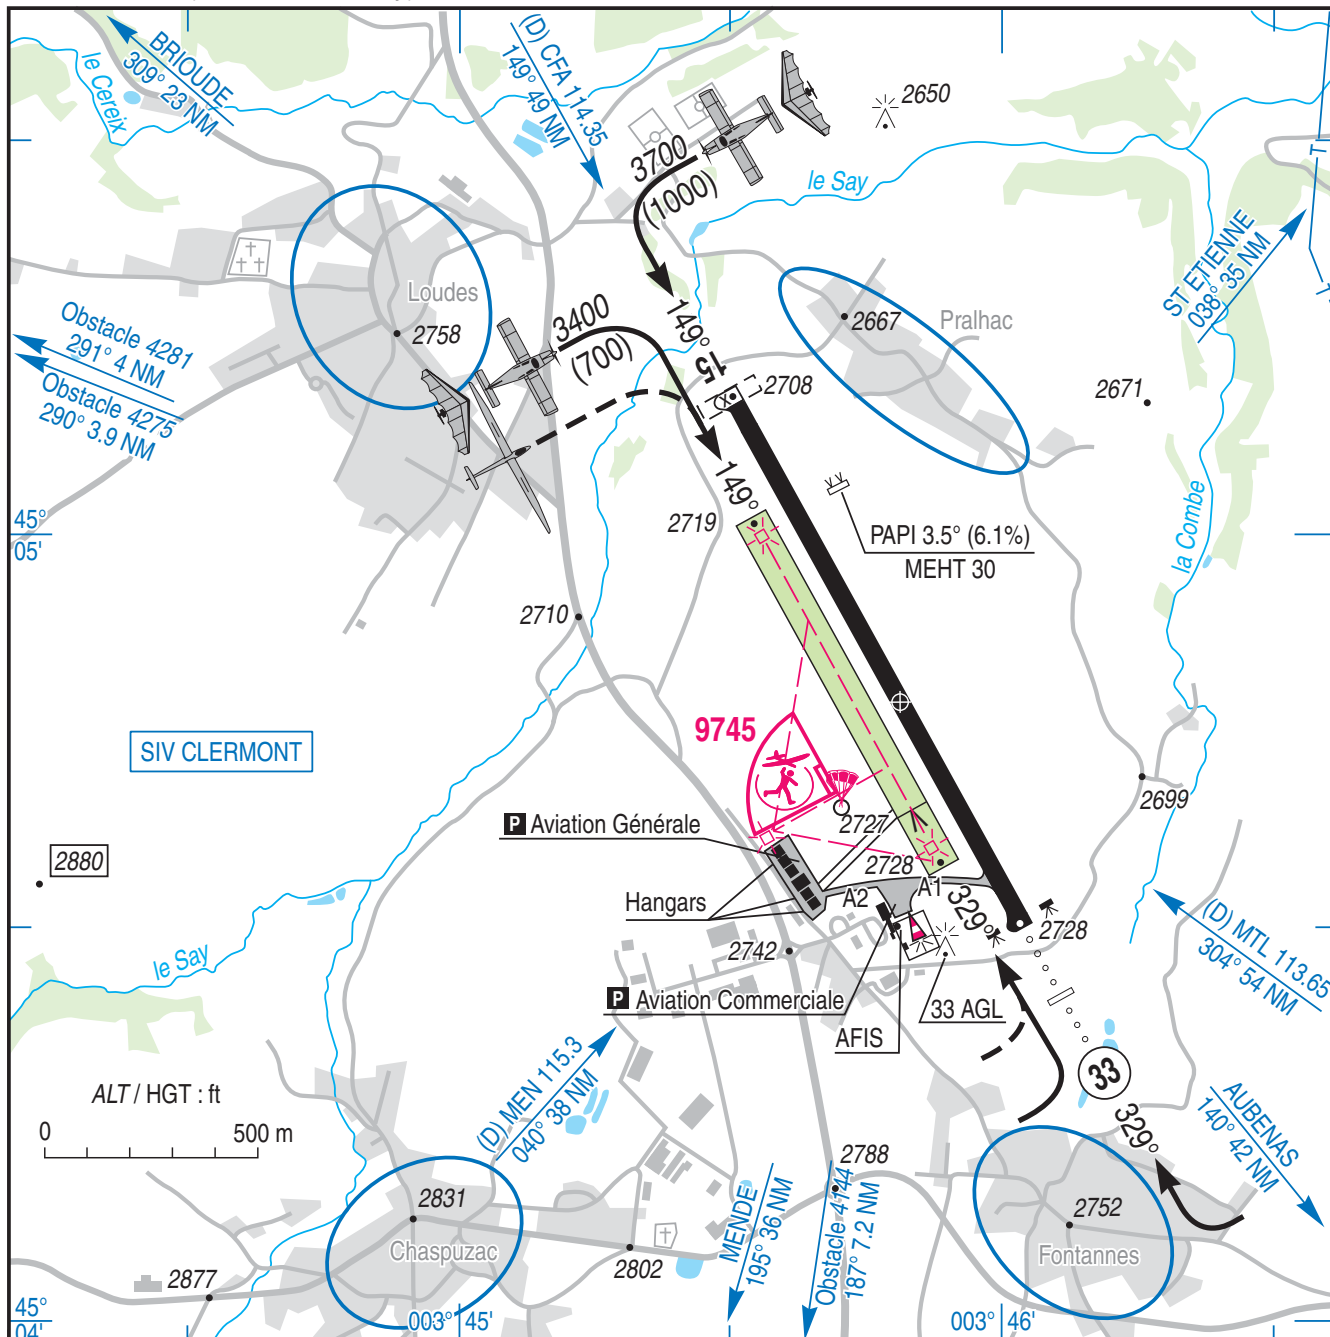 BRIOUDE
309° 23 NM
le Cereix
(D) CFA 114.35
149° 49 NM
2650
3700
(1000)
le Say
ST ETIENNE
038° 35 NM
Loudes
2758
3400
(700)
149°
15
2708
2667
Pralhac
2671
Obstacle 4281
291° 4 NM
Obstacle 4275
290° 3.9 NM
149°
2719
PAPI 3.5° (6.1%)
MEHT 30
la Combe
45°
05'
2710
9745
SIV CLERMONT
2699
P Aviation Générale
2727
2728
2880
Hangars
A2
A1
329°
2728
(D) MTL 113.65
304° 54 NM
le Say
2742
P Aviation Commerciale
33 AGL
AFIS
33
329°
ALT / HGT : ft
0
500 m
(D) MEN 115.3
040° 38 NM
AUBENAS
140° 42 NM
2788
2831
Chaspuzac
MENDE
195° 36 NM
Obstacle 4144
187° 7.2 NM
2752
Fontannes
2802
2877
45°
04'
003° 45'
003° 46'